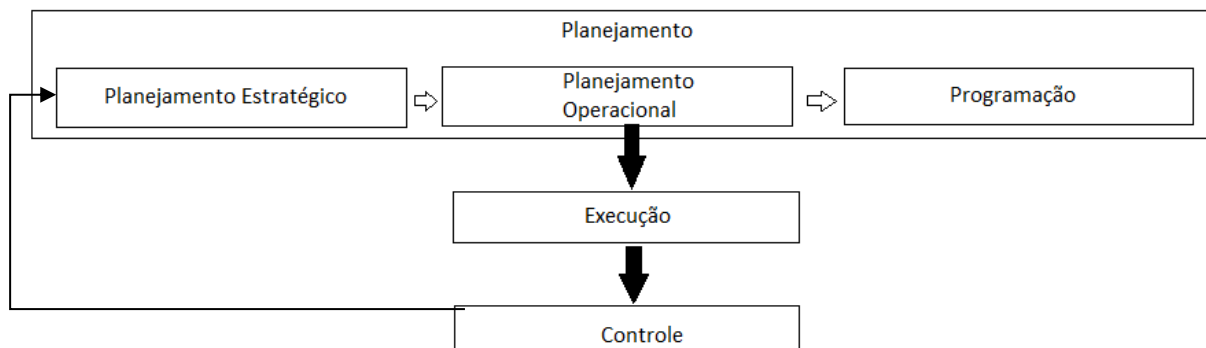 Planejamento
Planejamento Estratégico
Planejamento
Operacional
Programação
Execução
Controle